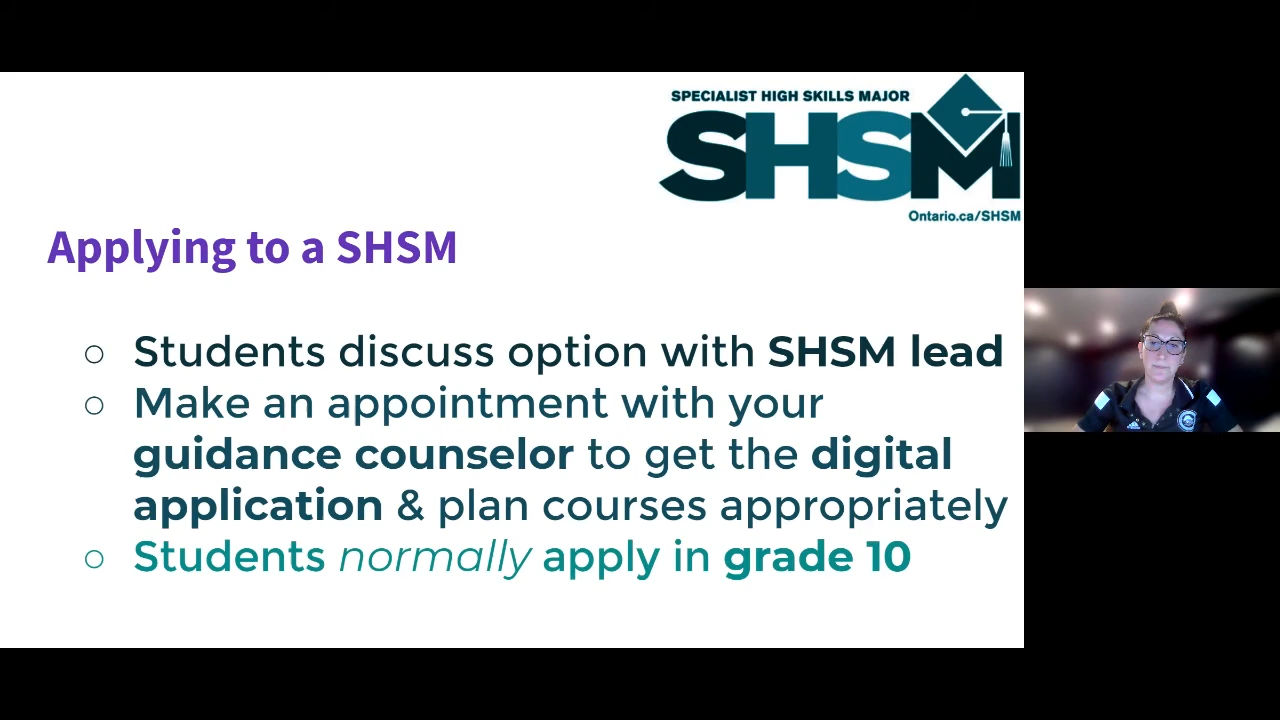 SPECIALIST HIGH SKILLS MAJOR
SHSM
Ontario.ca/SHSM
Applying to a SHSM
○ Students discuss option with SHSM lead
○ Make an appointment with your
guidance counselor to get the digital
application & plan courses appropriately
○ Students normally apply in grade 10